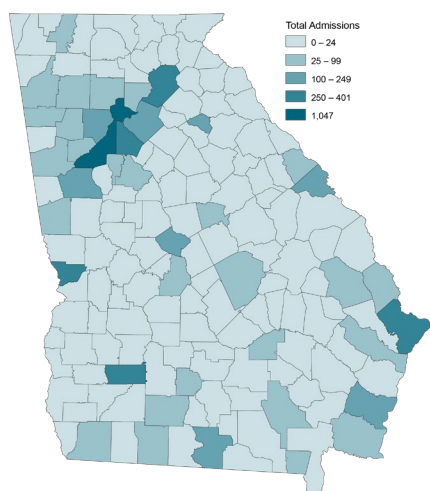 Total Admissions
0 – 24
25 – 99
100 – 249
250 – 401
1,047